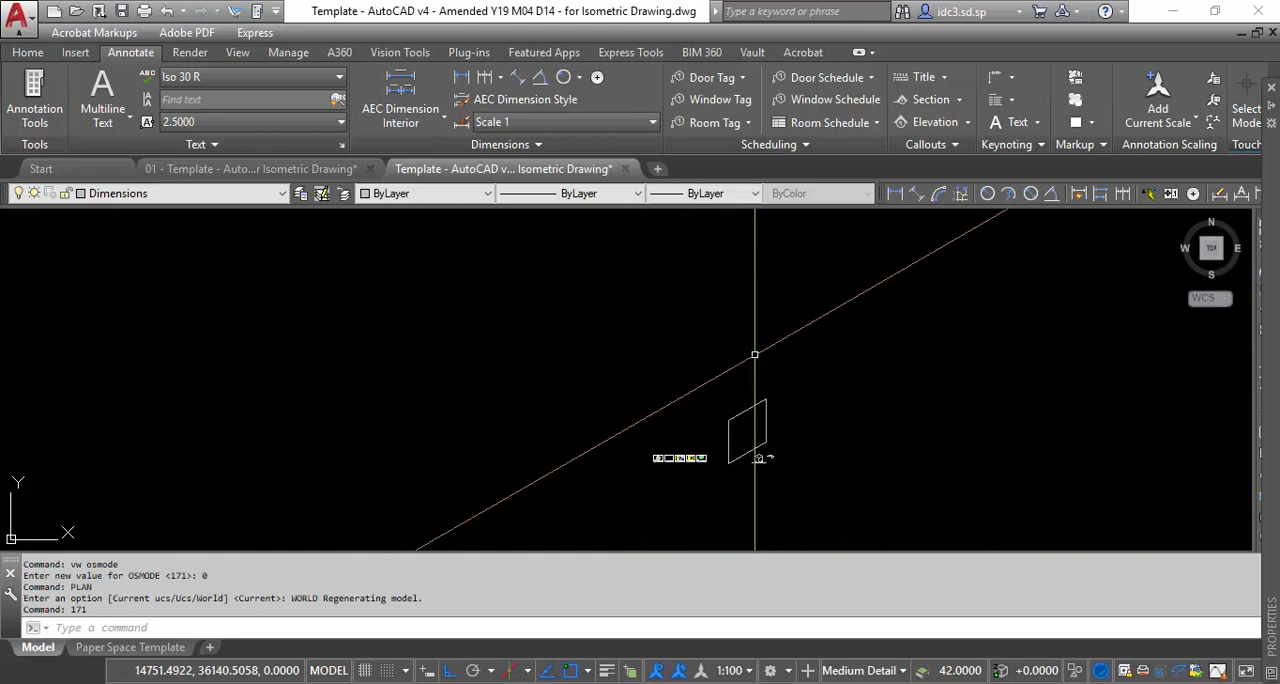 Template - AutoCAD v4 - Amended Y19 M04 D14 - for Isometric Drawing.dwg
Type a keyword or phrase
idc3.sd.sp
A
Acrobat Markups Adobe PDF Express
Home Insert Annotate Render View Manage A360 Vision Tools Plug-ins Featured Apps Express Tools BIM 360 Vault Acrobat
Iso 30 R
Door Tag
Door Schedule
Title
Find text
AEC Dimension Style
Window Tag
Window Schedule
Section
Annotation Tools
Multiline Text
2.5000
AEC Dimension Interior
Scale 1
Room Tag
Room Schedule
Elevation
A Text
Add Current Scale
Select
Mode
Tools Text Dimensions Scheduling Callouts Keynoting Markup Annotation Scaling Touch
Start 01 - Template - Auto...r Isometric Drawing* Template - AutoCAD v... Isometric Drawing*
Dimensions ByLayer ByLayer ByLayer ByColor
N
W TOP E
S
WCS
Y
X
Command: vw osmode
Enter new value for OSMODE <171>: 0
Command: PLAN
Enter an option [Current ucs/Ucs/World] <Current>: WORLD Regenerating model.
Command: 171
Type a command
PROPERTIES
Model Paper Space Template
14751.4922, 36140.5058, 0.0000 MODEL 1:100 Medium Detail 42.0000 +0.0000